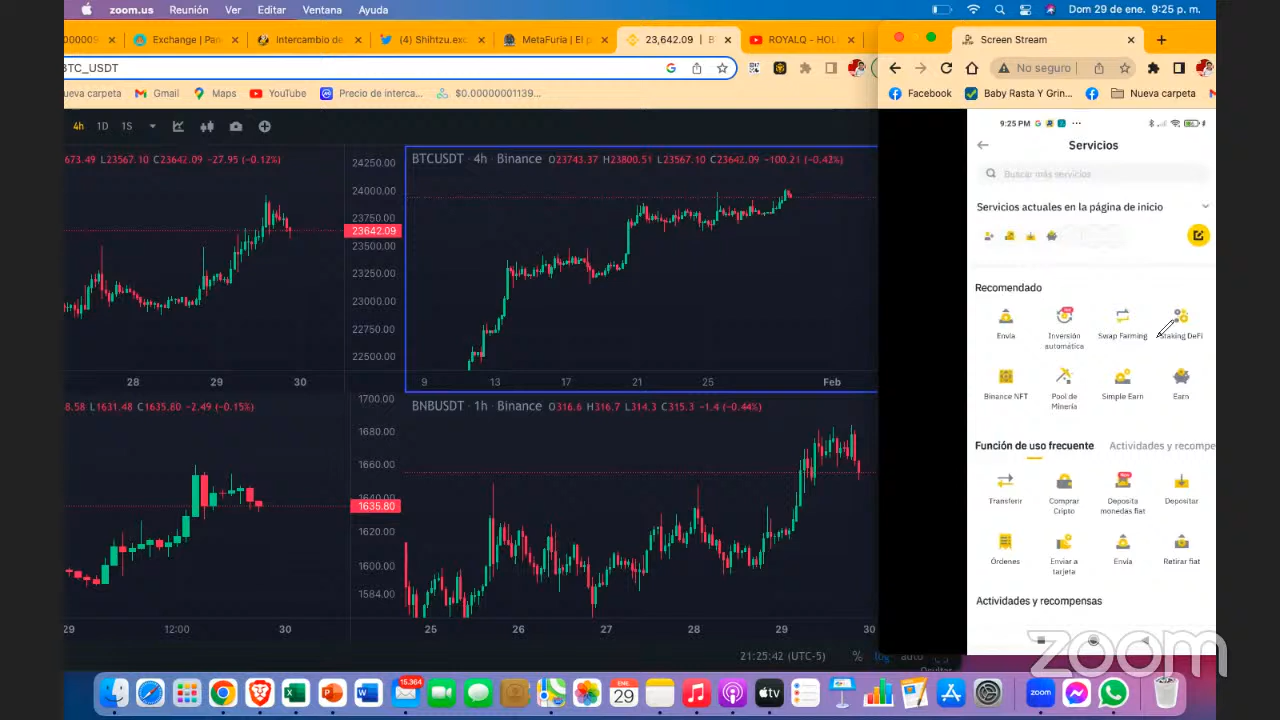 zoom.us Reunión Ver Editar Ventana Ayuda
Dom 29 de ene. 9:25 p. m.
000009
Exchange | Pan
Intercambio de
(4) Shihtzu.exc
MetaFuria | El p
23,642.09 | B
ROYALQ - HOL
BTC_USDT
ueva carpeta
Gmail
Maps
YouTube
Precio de interca...
$0.00000001139...
4h 1D 1S
673.49 L23567.10 C23642.09 -27.95 (-0.12%)
24250.00
24000.00
23750.00
23642.09
23500.00
23250.00
23000.00
22750.00
22500.00
28 29 30
BTCUSDT · 4h · Binance O23743.37 H23800.51 L23567.10 C23642.09 -100.21 (-0.42%)
9 13 17 21 25 Feb
8.58 L1631.48 C1635.80 -2.49 (-0.15%)
1700.00
1680.00
1660.00
1640.00
1635.80
1620.00
1600.00
1584.00
29 12:00 30
BNBUSDT · 1h · Binance O316.6 H316.7 L314.3 C315.3 -1.4 (-0.44%)
25 26 27 28 29 30
21:25:42 (UTC-5) % log auto
Ocultar
Screen Stream
No seguro
Facebook
Baby Rasta Y Grin...
Nueva carpeta
9:25 PM
Servicios
Buscar más servicios
Servicios actuales en la página de inicio
Recomendado
Envía
Inversión automática
Swap Farming
Staking DeFi
Binance NFT
Pool de Minería
Simple Earn
Earn
Función de uso frecuente
Actividades y recompe
Transferir
Comprar Cripto
Deposita monedas fiat
Depositar
Órdenes
Enviar a tarjeta
Envía
Retirar fiat
Actividades y recompensas
zoom
15.364
ENE.
29
zoom